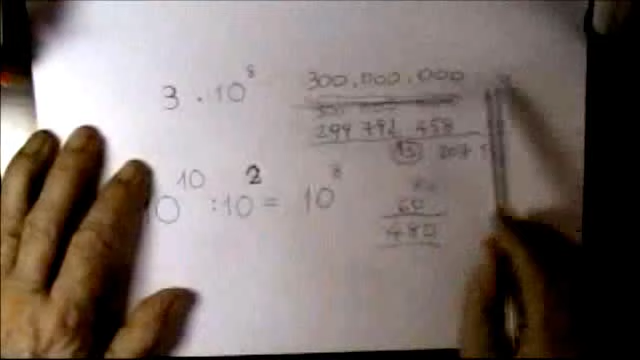 3 . 10⁸
300.000.000
299 792 458
10¹⁰ : 10² = 10⁸
60
480